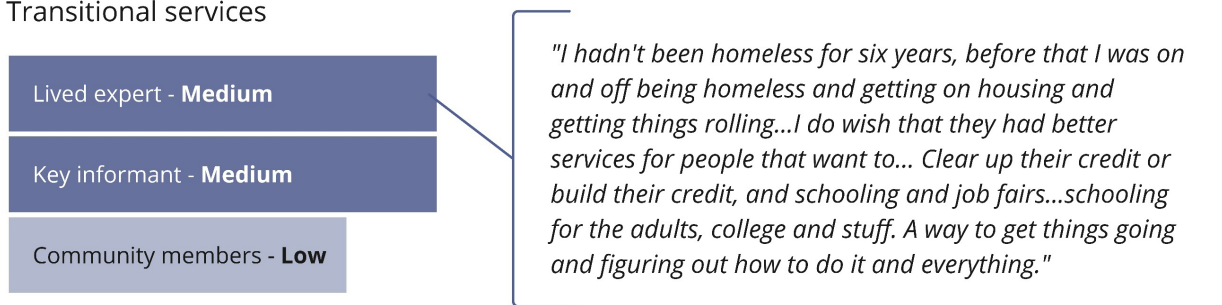 Transitional services
Lived expert - Medium
Key informant - Medium
Community members - Low
"I hadn't been homeless for six years, before that I was on
and off being homeless and getting on housing and
getting things rolling...I do wish that they had better
services for people that want to... Clear up their credit or
build their credit, and schooling and job fairs...schooling
for the adults, college and stuff. A way to get things going
and figuring out how to do it and everything."